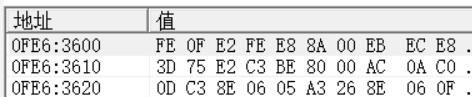 地址 值
0FE6:3600 FE 0F E2 FE E8 8A 00 EB EC E8 .
0FE6:3610 3D 75 E2 C3 BE 80 00 AC 0A C0 .
0FE6:3620 0D C3 8E 06 05 A3 26 8E 06 0F .